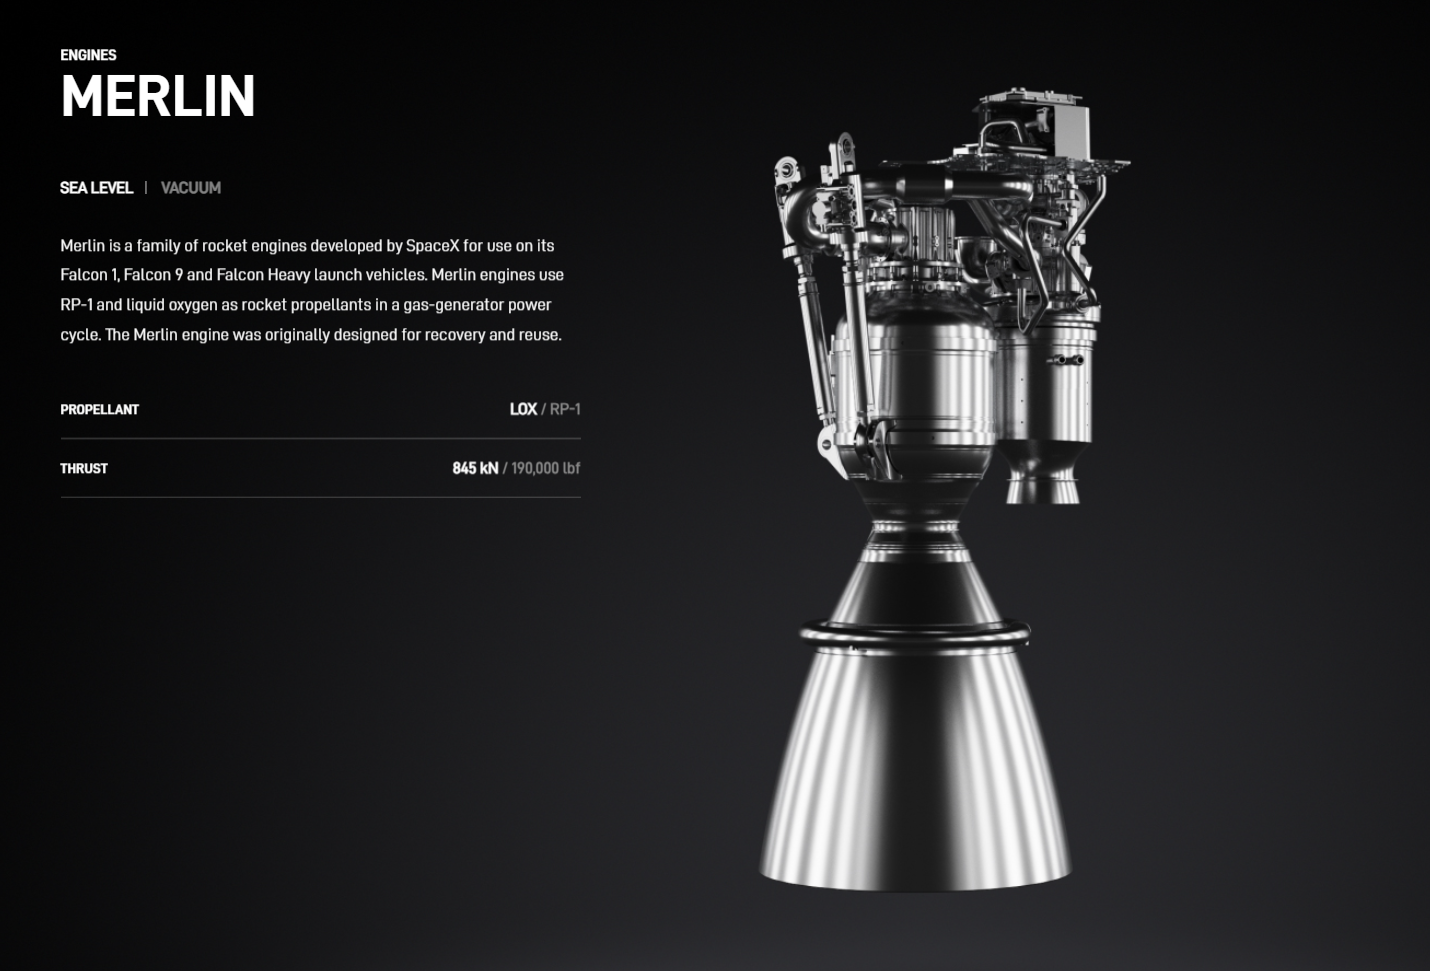 ENGINES
MERLIN
SEA LEVEL | VACUUM
Merlin is a family of rocket engines developed by SpaceX for use on its
Falcon 1, Falcon 9 and Falcon Heavy launch vehicles. Merlin engines use
RP-1 and liquid oxygen as rocket propellants in a gas-generator power
cycle. The Merlin engine was originally designed for recovery and reuse.
PROPELLANT LOX / RP-1
THRUST 845 kN / 190,000 lbf